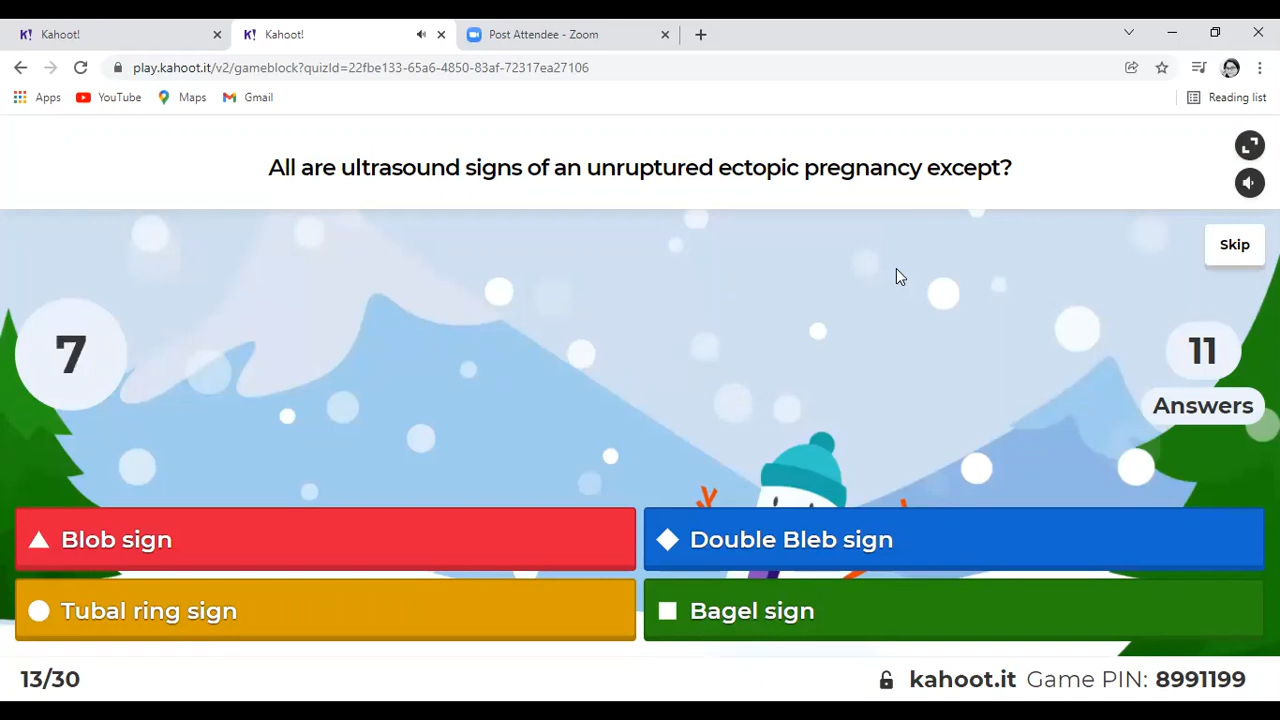 K! Kahoot!
K! Kahoot!
Post Attendee - Zoom
play.kahoot.it/v2/gameblock?quizId=22fbe133-65a6-4850-83af-72317ea27106
Apps
YouTube
Maps
Gmail
Reading list
All are ultrasound signs of an unruptured ectopic pregnancy except?
Skip
7
11
Answers
Blob sign
Double Bleb sign
Tubal ring sign
Bagel sign
13/30
kahoot.it Game PIN: 8991199